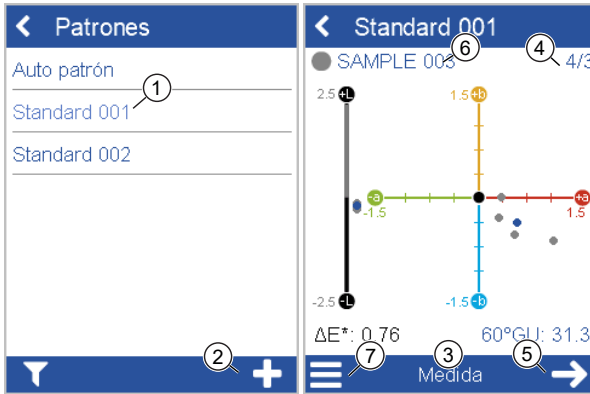 Patrones
Auto patrón
1
Standard 001
Standard 002
2
Standard 001
6
4
SAMPLE 003
4/3
2.5 +L
1.5 +b
-a
+a
-1.5
1.5
-2.5 -L
-1.5 -b
ΔE*: 0.76
60°GU: 31.3
7
3
5
Medida